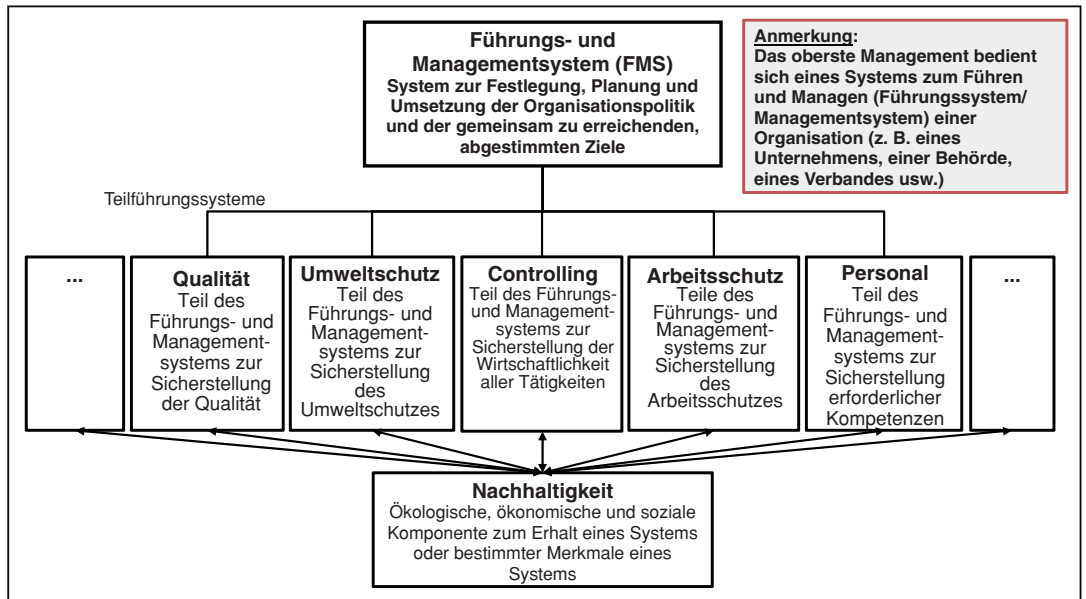 Führungs- und
Managementsystem (FMS)
System zur Festlegung, Planung und
Umsetzung der Organisationspolitik
und der gemeinsam zu erreichenden,
abgestimmten Ziele
Anmerkung:
Das oberste Management bedient
sich eines Systems zum Führen
und Managen (Führungssystem/
Managementsystem) einer
Organisation (z. B. eines
Unternehmens, einer Behörde,
eines Verbandes usw.)
Teilführungssysteme
...
Qualität
Teil des
Führungs- und
Management-
systems zur
Sicherstellung
der Qualität
Umweltschutz
Teil des
Führungs- und
Management-
systems zur
Sicherstellung
des
Umweltschutzes
Controlling
Teil des Führungs-
und Management-
systems zur
Sicherstellung der
Wirtschaftlichkeit
aller Tätigkeiten
Arbeitsschutz
Teile des
Führungs- und
Management-
systems zur
Sicherstellung
des
Arbeitsschutzes
Personal
Teil des
Führungs- und
Management-
systems zur
Sicherstellung
erforderlicher
Kompetenzen
...
Nachhaltigkeit
Ökologische, ökonomische und soziale
Komponente zum Erhalt eines Systems
oder bestimmter Merkmale eines
Systems